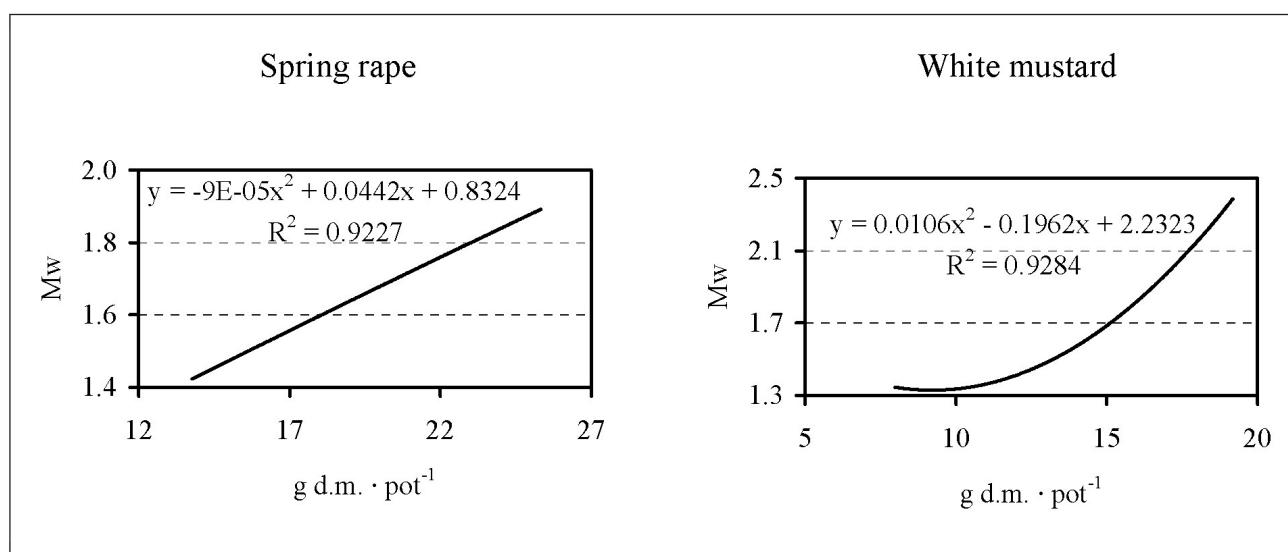 Spring rape
2.0
y = -9E-05x² + 0.0442x + 0.8324
R² = 0.9227
1.8
Mw
1.6
1.4
12 17 22 27
g d.m. · pot⁻¹
White mustard
2.5
y = 0.0106x² - 0.1962x + 2.2323
2.1
R² = 0.9284
Mw
1.7
1.3
5 10 15 20
g d.m. · pot⁻¹